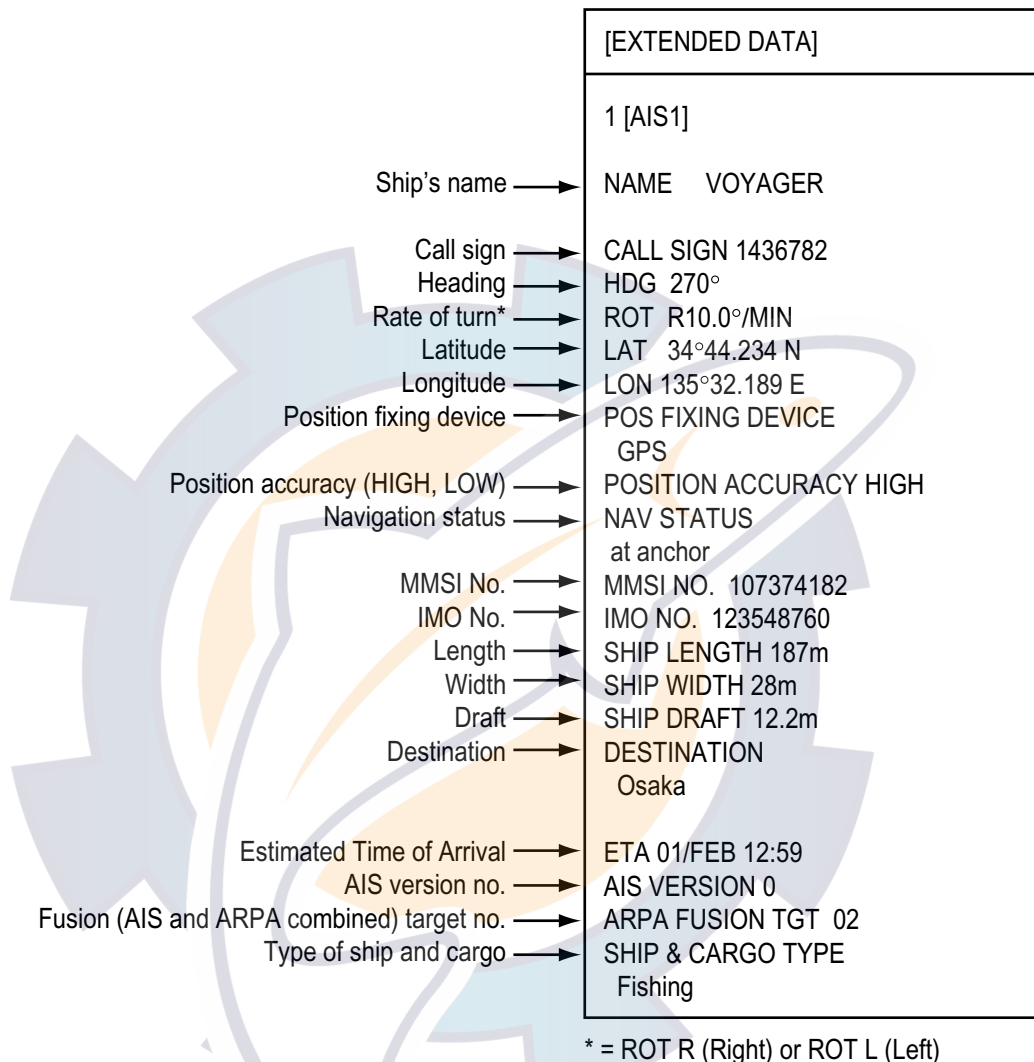 [EXTENDED DATA]
1 [AIS1]
Ship's name NAME VOYAGER
Call sign CALL SIGN 1436782
Heading HDG 270°
Rate of turn* ROT R10.0°/MIN
Latitude LAT 34°44.234 N
Longitude LON 135°32.189 E
Position fixing device POS FIXING DEVICE
GPS
Position accuracy (HIGH, LOW) POSITION ACCURACY HIGH
Navigation status NAV STATUS
at anchor
MMSI No. MMSI NO. 107374182
IMO No. IMO NO. 123548760
Length SHIP LENGTH 187m
Width SHIP WIDTH 28m
Draft SHIP DRAFT 12.2m
Destination DESTINATION
Osaka
Estimated Time of Arrival ETA 01/FEB 12:59
AIS version no. AIS VERSION 0
Fusion (AIS and ARPA combined) target no. ARPA FUSION TGT 02
Type of ship and cargo SHIP & CARGO TYPE
Fishing
* = ROT R (Right) or ROT L (Left)